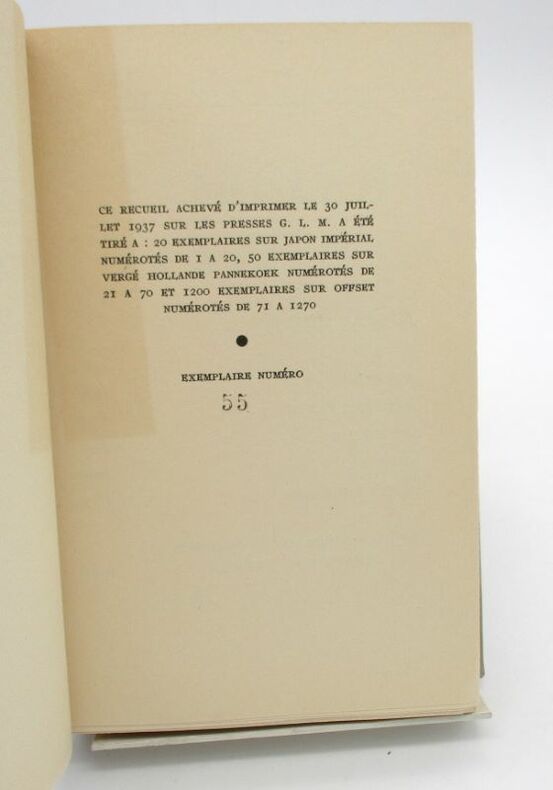 CE RECUEIL ACHEVÉ D'IMPRIMER LE 30 JUIL-
LET 1937 SUR LES PRESSES G. L. M. A ÉTÉ
TIRÉ A : 20 EXEMPLAIRES SUR JAPON IMPÉRIAL
NUMÉROTÉS DE 1 A 20, 50 EXEMPLAIRES SUR
VERGÉ HOLLANDE PANNEKOEK NUMÉROTÉS DE
21 A 70 ET 1200 EXEMPLAIRES SUR OFFSET
NUMÉROTÉS DE 71 A 1270
EXEMPLAIRE NUMÉRO
55